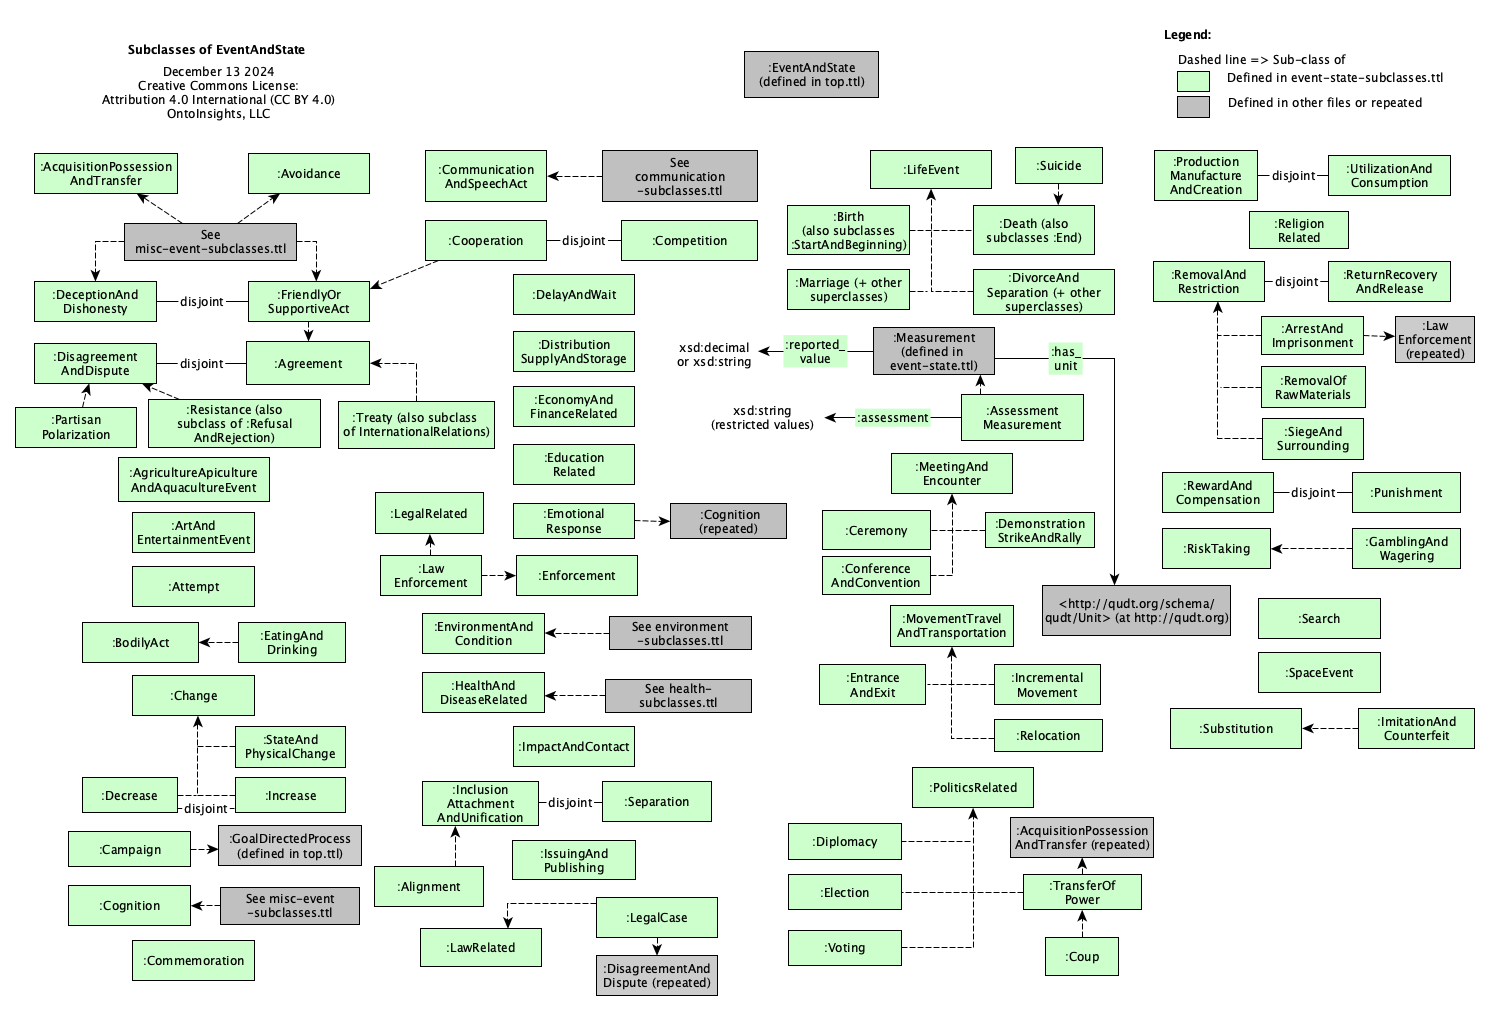 Subclasses of EventAndState
December 13 2024
Creative Commons License:
Attribution 4.0 International (CC BY 4.0)
OntoInsights, LLC
:EventAndState
(defined in top.ttl)
Legend:
Dashed line => Sub-class of
Defined in event-state-subclasses.ttl
Defined in other files or repeated
:AcquisitionPossession
AndTransfer
:Avoidance
See
misc-event-subclasses.ttl
:DeceptionAnd
Dishonesty
disjoint
:FriendlyOr
SupportiveAct
:Disagreement
AndDispute
disjoint
:Agreement
:Partisan
Polarization
:Resistance (also
subclass of :Refusal
AndRejection)
:Treaty (also subclass
of InternationalRelations)
:AgricultureApiculture
AndAquacultureEvent
:ArtAnd
EntertainmentEvent
:Attempt
:BodilyAct
:EatingAnd
Drinking
:Change
:StateAnd
PhysicalChange
:Decrease
disjoint
:Increase
:Campaign
:GoalDirectedProcess
(defined in top.ttl)
:Cognition
See misc-event
-subclasses.ttl
:Commemoration
:Communication
AndSpeechAct
See
communication
-subclasses.ttl
:Cooperation
disjoint
:Competition
:DelayAndWait
:Distribution
SupplyAndStorage
:EconomyAnd
FinanceRelated
:Education
Related
:LegalRelated
:Emotional
Response
:Cognition
(repeated)
:Law
Enforcement
:Enforcement
:EnvironmentAnd
Condition
See environment
-subclasses.ttl
:HealthAnd
DiseaseRelated
See health-
subclasses.ttl
:ImpactAndContact
:Inclusion
Attachment
AndUnification
disjoint
:Separation
:IssuingAnd
Publishing
:Alignment
:LegalCase
:LawRelated
:DisagreementAnd
Dispute (repeated)
:LifeEvent
:Suicide
:Birth
(also subclasses
:StartAndBeginning)
:Death (also
subclasses :End)
:Marriage (+ other
superclasses)
:DivorceAnd
Separation (+ other
superclasses)
xsd:decimal
or xsd:string
:reported_
value
:Measurement
(defined in
event-state.ttl)
:has_
unit
xsd:string
(restricted values)
:assessment
:Assessment
Measurement
:MeetingAnd
Encounter
:Ceremony
:Demonstration
StrikeAndRally
:Conference
AndConvention
<http://qudt.org/schema/
qudt/Unit> (at http://qudt.org)
:MovementTravel
AndTransportation
:Entrance
AndExit
:Incremental
Movement
:Relocation
:PoliticsRelated
:Diplomacy
:AcquisitionPossession
AndTransfer (repeated)
:Election
:TransferOf
Power
:Voting
:Coup
:Production
Manufacture
AndCreation
disjoint
:UtilizationAnd
Consumption
:Religion
Related
:RemovalAnd
Restriction
disjoint
:ReturnRecovery
AndRelease
:ArrestAnd
Imprisonment
:Law
Enforcement
(repeated)
:RemovalOf
RawMaterials
:SiegeAnd
Surrounding
:RewardAnd
Compensation
disjoint
:Punishment
:RiskTaking
:GamblingAnd
Wagering
:Search
:SpaceEvent
:Substitution
:ImitationAnd
Counterfeit